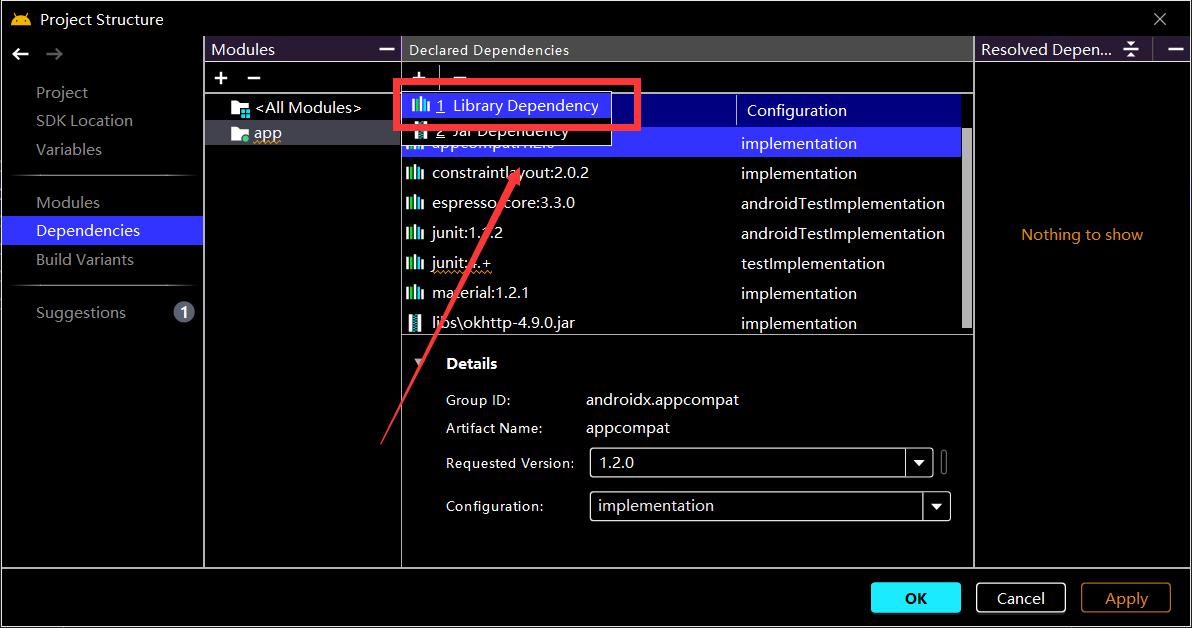 Project Structure
Modules
Declared Dependencies
Resolved Depen...
Project
SDK Location
Variables
Modules
Dependencies
Build Variants
Suggestions
1
<All Modules>
app
1 Library Dependency
2 Jar Dependency
Configuration
appcompat:1.2.0 implementation
constraintlayout:2.0.2 implementation
espresso-core:3.3.0 androidTestImplementation
junit:1.1.2 androidTestImplementation
junit:4.+ testImplementation
material:1.2.1 implementation
libs\okhttp-4.9.0.jar implementation
Nothing to show
Details
Group ID: androidx.appcompat
Artifact Name: appcompat
Requested Version: 1.2.0
Configuration: implementation
OK
Cancel
Apply